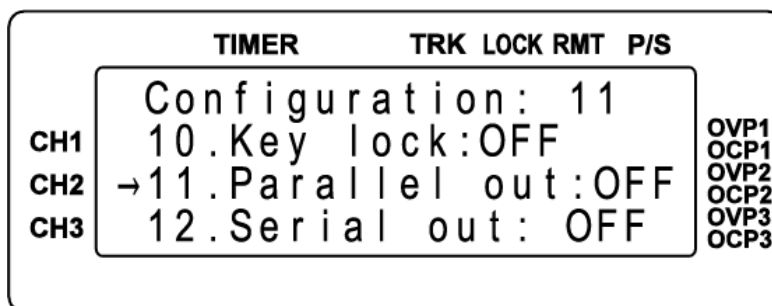 TIMER TRK LOCK RMT P/S
Configuration: 11
CH1 10.Key lock:OFF OVP1
OCP1
CH2 →11.Parallel out:OFF OVP2
OCP2
CH3 12.Serial out: OFF OVP3
OCP3